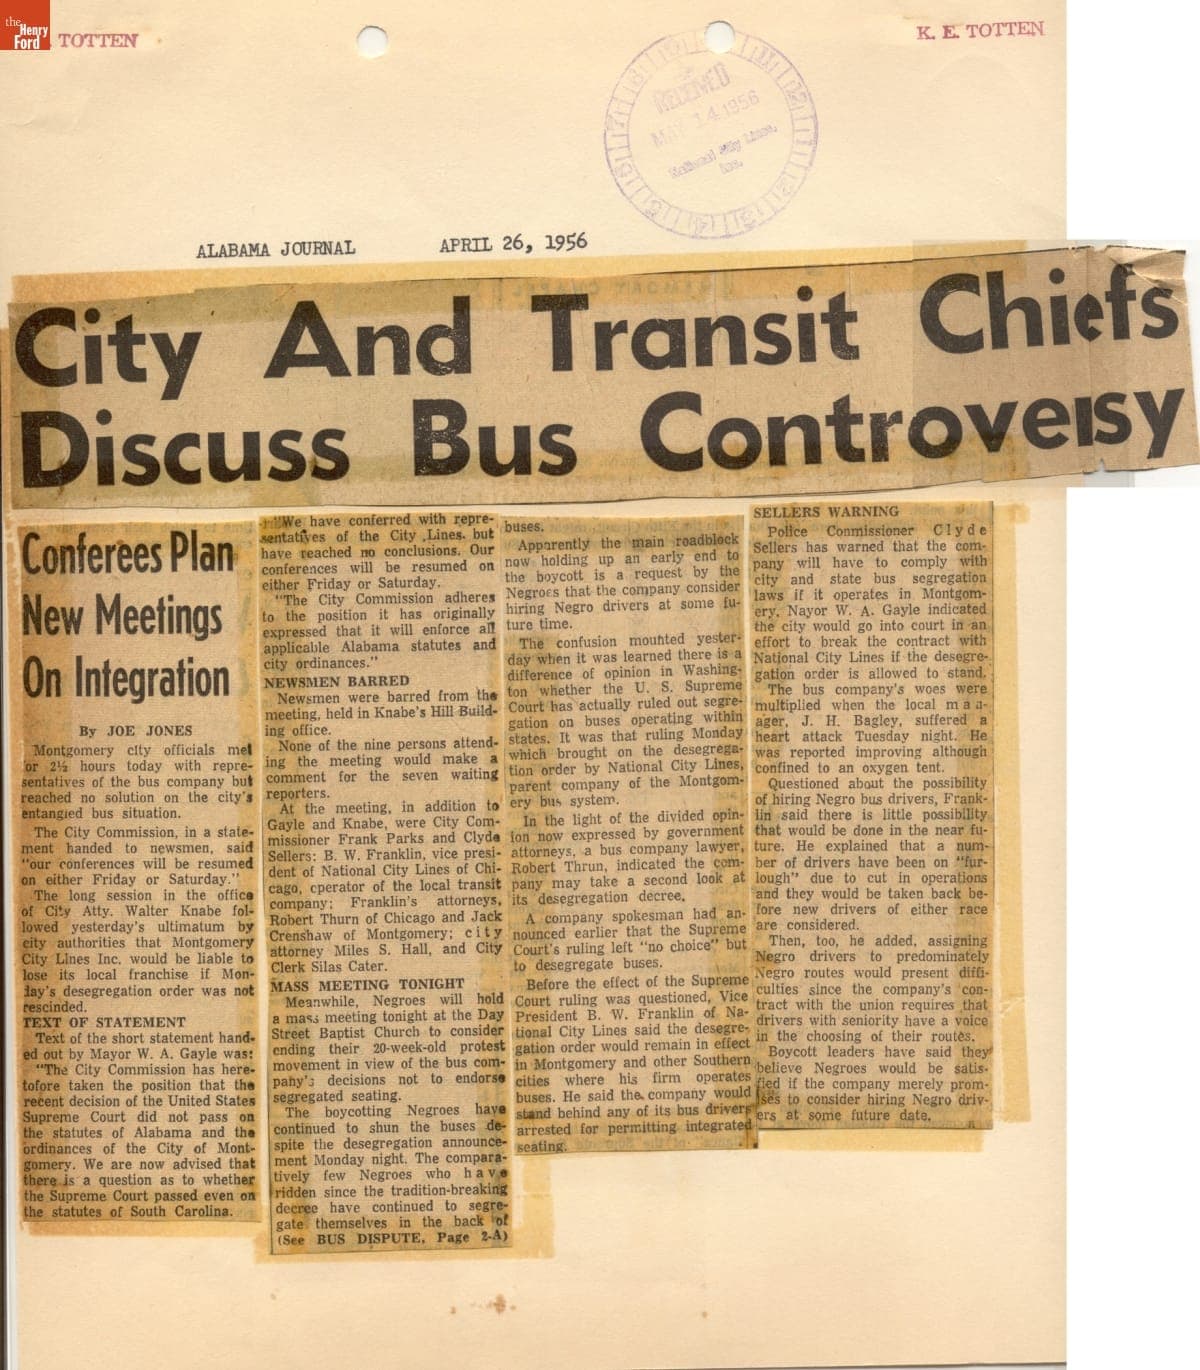 the
Henry
Ford
TOTTEN
K. E. TOTTEN
RECEIVED
MAY 14 1956
National City Lines,
Inc.
ALABAMA JOURNAL APRIL 26, 1956
City And Transit Chiefs
Discuss Bus Controversy
Conferees Plan
New Meetings
On Integration
By JOE JONES
Montgomery city officials met
or 2½ hours today with repre-
sentatives of the bus company but
reached no solution on the city's
entangled bus situation.
The City Commission, in a state-
ment handed to newsmen, said
"our conferences will be resumed
on either Friday or Saturday."
The long session in the office
of City Atty. Walter Knabe fol-
lowed yesterday's ultimatum by
city authorities that Montgomery
City Lines Inc. would be liable to
lose its local franchise if Mon-
day's desegregation order was not
rescinded.
TEXT OF STATEMENT
Text of the short statement hand-
ed out by Mayor W. A. Gayle was:
"The City Commission has here-
tofore taken the position that the
recent decision of the United States
Supreme Court did not pass on
the statutes of Alabama and the
ordinances of the City of Mont-
gomery. We are now advised that
there is a question as to whether
the Supreme Court passed even on
the statutes of South Carolina.
"We have conferred with repre-
sentatives of the City Lines but
have reached no conclusions. Our
conferences will be resumed on
either Friday or Saturday.
"The City Commission adheres
to the position it has originally
expressed that it will enforce all
applicable Alabama statutes and
city ordinances."
NEWSMEN BARRED
Newsmen were barred from the
meeting, held in Knabe's Hill Build-
ing office.
None of the nine persons attend-
ing the meeting would make a
comment for the seven waiting
reporters.
At the meeting, in addition to
Gayle and Knabe, were City Com-
missioner Frank Parks and Clyde
Sellers; B. W. Franklin, vice presi-
dent of National City Lines of Chi-
cago, operator of the local transit
company; Franklin's attorneys,
Robert Thurn of Chicago and Jack
Crenshaw of Montgomery; city
attorney Miles S. Hall, and City
Clerk Silas Cater.
MASS MEETING TONIGHT
Meanwhile, Negroes will hold
a mass meeting tonight at the Day
Street Baptist Church to consider
ending their 20-week-old protest
movement in view of the bus com-
pany's decisions not to endorse
segregated seating.
The boycotting Negroes have
continued to shun the buses de-
spite the desegregation announce-
ment Monday night. The compara-
tively few Negroes who have
ridden since the tradition-breaking
decree have continued to segre-
gate themselves in the back of
(See BUS DISPUTE, Page 2-A)
buses.
Apparently the main roadblock
now holding up an early end to
the boycott is a request by the
Negroes that the company consider
hiring Negro drivers at some fu-
ture time.
The confusion mounted yester-
day when it was learned there is a
difference of opinion in Washing-
ton whether the U. S. Supreme
Court has actually ruled out segre-
gation on buses operating within
states. It was that ruling Monday
which brought on the desegrega-
tion order by National City Lines,
parent company of the Montgom-
ery bus system.
In the light of the divided opin-
ion now expressed by government
attorneys, a bus company lawyer,
Robert Thrun, indicated the com-
pany may take a second look at
its desegregation decree.
A company spokesman had an-
nounced earlier that the Supreme
Court's ruling left "no choice" but
to desegregate buses.
Before the effect of the Supreme
Court ruling was questioned, Vice
President B. W. Franklin of Na-
tional City Lines said the desegre-
gation order would remain in effect
in Montgomery and other Southern
cities where his firm operates
buses. He said the company would
stand behind any of its bus drivers
arrested for permitting integrated
seating.
SELLERS WARNING
Police Conmissioner Clyde
Sellers has warned that the com-
pany will have to comply with
city and state bus segregation
laws if it operates in Montgom-
ery. Nayor W. A. Gayle indicated
the city would go into court in an
effort to break the contract with
National City Lines if the desegre-
gation order is allowed to stand.
The bus company's woes were
multiplied when the local man-
ager, J. H. Bagley, suffered a
heart attack Tuesday night. He
was reported improving although
confined to an oxygen tent.
Questioned about the possibility
of hiring Negro bus drivers, Frank-
lin said there is little possibility
that would be done in the near fu-
ture. He explained that a num-
ber of drivers have been on "fur-
lough" due to cut in operations
and they would be taken back be-
fore new drivers of either race
are considered.
Then, too, he added, assigning
Negro drivers to predominately
Negro routes would present diffi-
culties since the company's con-
tract with the union requires that
drivers with seniority have a voice
in the choosing of their routes.
Boycott leaders have said they
believe Negroes would be satis-
fied if the company merely prom-
ises to consider hiring Negro driv-
ers at some future date.